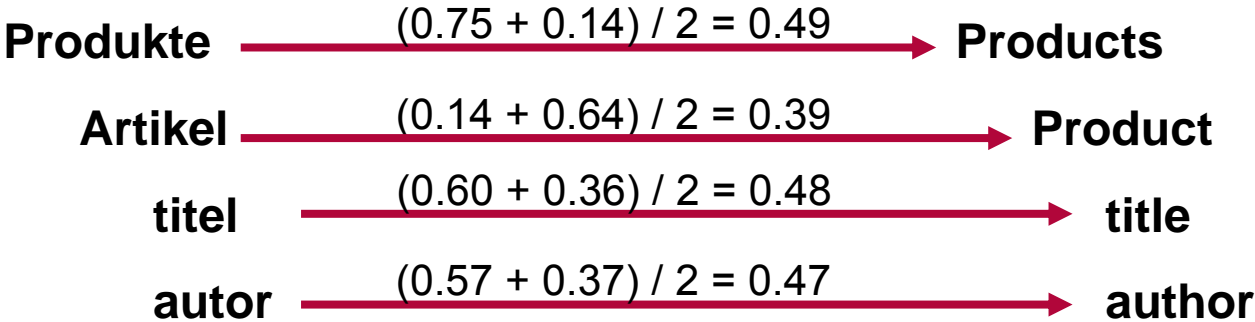 Produkte (0.75 + 0.14) / 2 = 0.49 Products
Artikel (0.14 + 0.64) / 2 = 0.39 Product
titel (0.60 + 0.36) / 2 = 0.48 title
autor (0.57 + 0.37) / 2 = 0.47 author